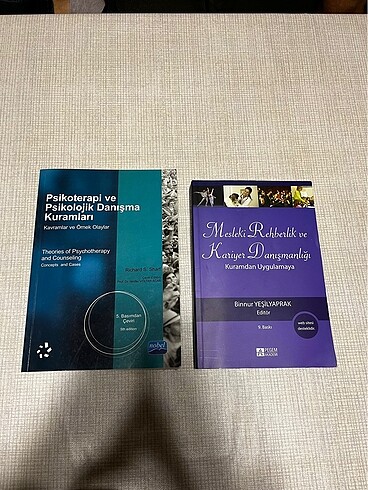 Psikoterapi ve
Psikolojik Danışma
Kuramları
Kavramlar ve Örnek Olaylar
Theories of Psychotherapy
and Counseling
Concepts and Cases
Richard S. Sharf
5. Basımdan
Çeviri
5th edition
nobel
Mesleki Rehberlik ve
Kariyer Danışmanlığı
Kuramdan Uygulamaya
Binnur YEŞİLYAPRAK
Editör
9. Baskı
web sitesi
desteklidir.
PEGEM
AKADEMİ